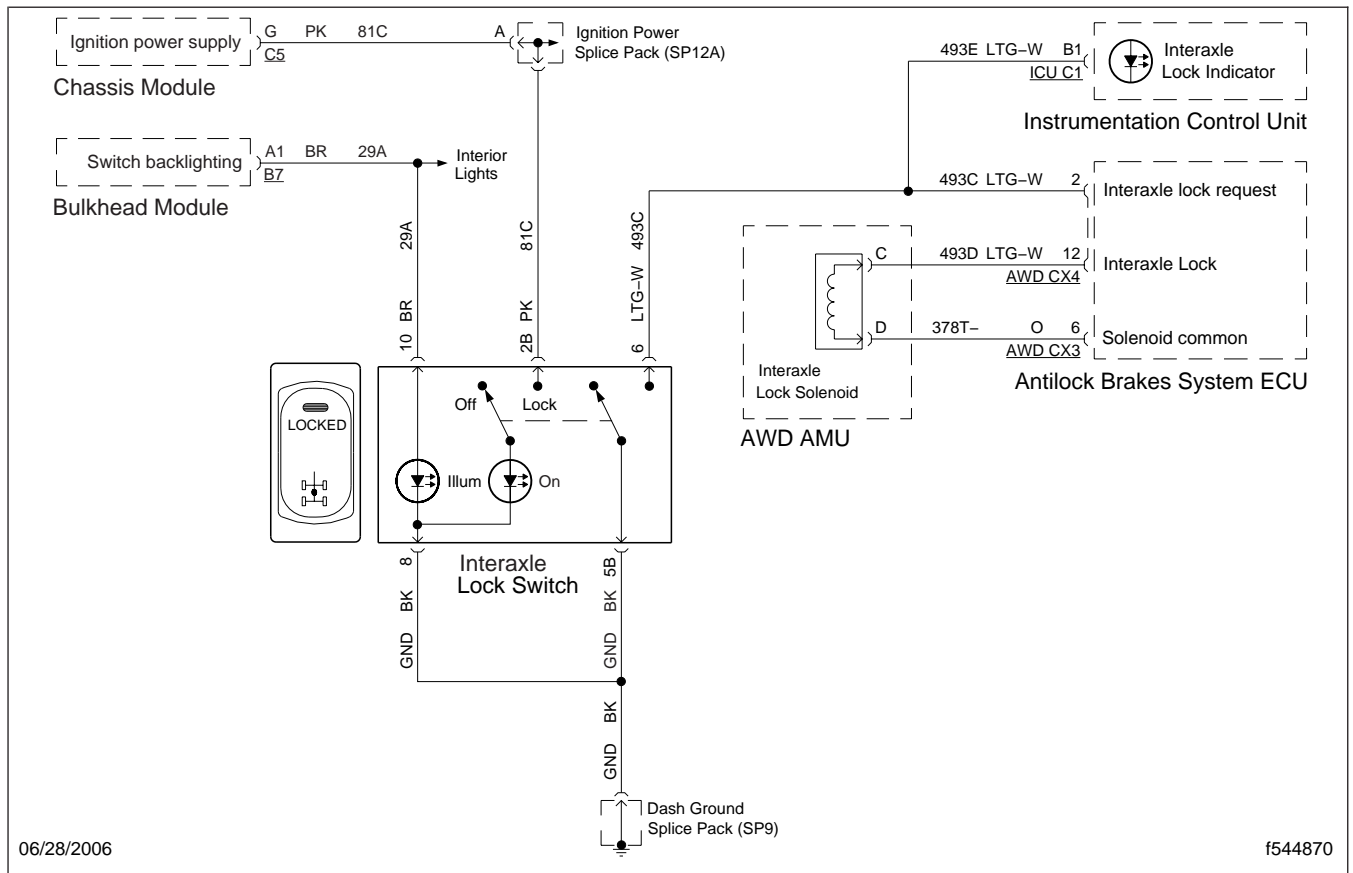 Ignition power supply
G PK 81C A
C5
Chassis Module
Ignition Power
Splice Pack (SP12A)
Switch backlighting
A1 BR 29A
B7
Bulkhead Module
Interior
Lights
493E LTG–W B1
ICU C1
Interaxle
Lock Indicator
Instrumentation Control Unit
493C LTG–W 2
Interaxle lock request
C 493D LTG–W 12
AWD CX4
Interaxle Lock
D 378T– O 6
AWD CX3
Solenoid common
Antilock Brakes System ECU
Interaxle
Lock Solenoid
AWD AMU
10 BR 29A
2B PK 81C
6 LTG–W 493C
LOCKED
Off Lock
Illum On
Interaxle
Lock Switch
GND BK 8
GND BK 5B
GND BK
Dash Ground
Splice Pack (SP9)
06/28/2006
f544870